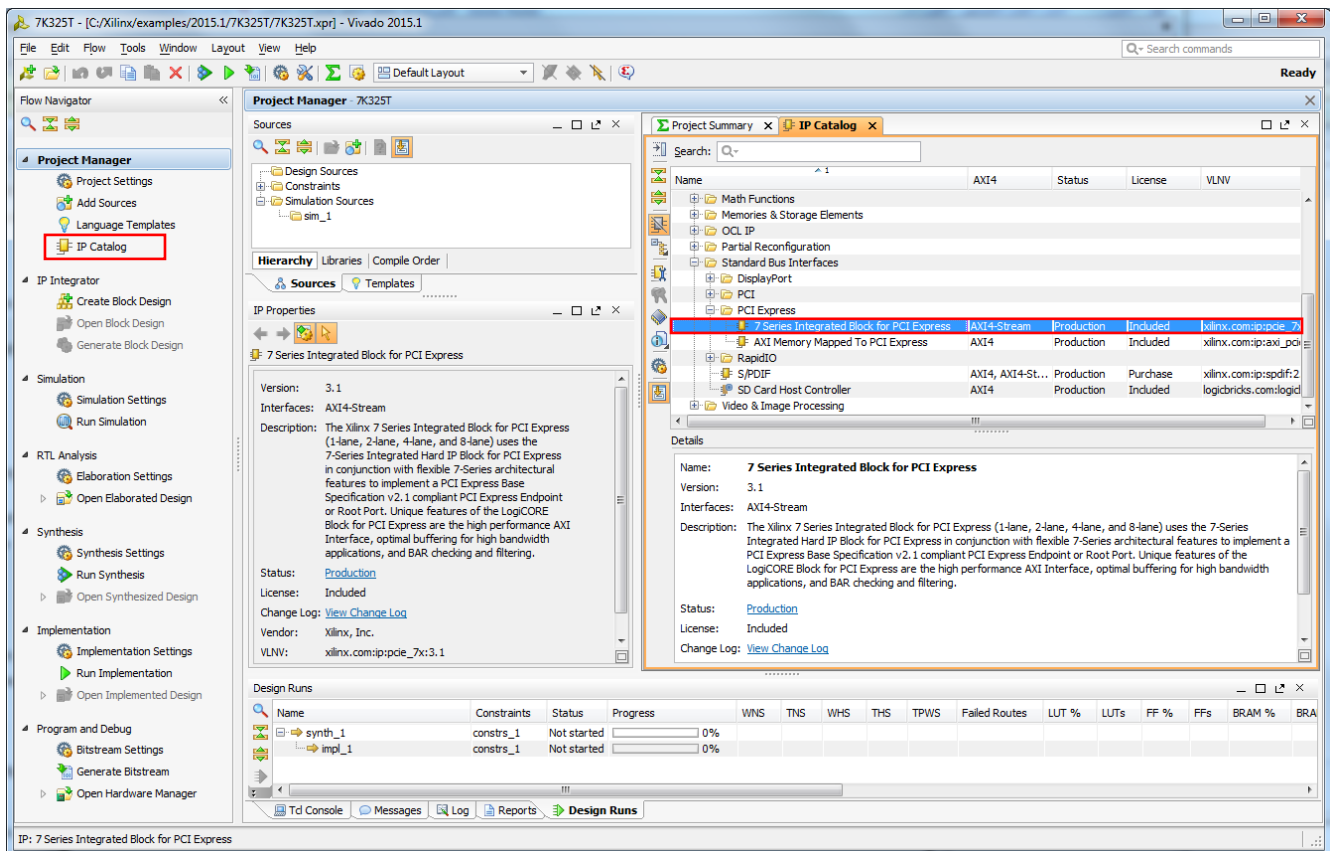 7K325T - [C:/Xilinx/examples/2015.1/7K325T/7K325T.xpr] - Vivado 2015.1
File Edit Flow Tools Window Layout View Help
Search commands
Default Layout
Ready
Flow Navigator
Project Manager
Project Settings
Add Sources
Language Templates
IP Catalog
IP Integrator
Create Block Design
Open Block Design
Generate Block Design
Simulation
Simulation Settings
Run Simulation
RTL Analysis
Elaboration Settings
Open Elaborated Design
Synthesis
Synthesis Settings
Run Synthesis
Open Synthesized Design
Implementation
Implementation Settings
Run Implementation
Open Implemented Design
Program and Debug
Bitstream Settings
Generate Bitstream
Open Hardware Manager
Project Manager - 7K325T
Sources
Design Sources
Constraints
Simulation Sources
sim_1
Hierarchy Libraries Compile Order
Sources Templates
IP Properties
7 Series Integrated Block for PCI Express
Version: 3.1
Interfaces: AXI4-Stream
Description: The Xilinx 7 Series Integrated Block for PCI Express
(1-lane, 2-lane, 4-lane, and 8-lane) uses the
7-Series Integrated Hard IP Block for PCI Express
in conjunction with flexible 7-Series architectural
features to implement a PCI Express Base
Specification v2.1 compliant PCI Express Endpoint
or Root Port. Unique features of the LogiCORE
Block for PCI Express are the high performance AXI
Interface, optimal buffering for high bandwidth
applications, and BAR checking and filtering.
Status: Production
License: Included
Change Log: View Change Log
Vendor: Xilinx, Inc.
VLNV: xilinx.com:ip:pcie_7x:3.1
Project Summary IP Catalog
Search:
Name 1 AXI4 Status License VLNV
Math Functions
Memories & Storage Elements
OCL IP
Partial Reconfiguration
Standard Bus Interfaces
DisplayPort
PCI
PCI Express
7 Series Integrated Block for PCI Express AXI4-Stream Production Included xilinx.com:ip:pcie_7x
AXI Memory Mapped To PCI Express AXI4 Production Included xilinx.com:ip:axi_pcie
RapidIO
S/PDIF AXI4, AXI4-St... Production Purchase xilinx.com:ip:spdif:2
SD Card Host Controller AXI4 Production Included logicbricks.com:logicl
Video & Image Processing
Details
Name: 7 Series Integrated Block for PCI Express
Version: 3.1
Interfaces: AXI4-Stream
Description: The Xilinx 7 Series Integrated Block for PCI Express (1-lane, 2-lane, 4-lane, and 8-lane) uses the 7-Series
Integrated Hard IP Block for PCI Express in conjunction with flexible 7-Series architectural features to implement a
PCI Express Base Specification v2.1 compliant PCI Express Endpoint or Root Port. Unique features of the
LogiCORE Block for PCI Express are the high performance AXI Interface, optimal buffering for high bandwidth
applications, and BAR checking and filtering.
Status: Production
License: Included
Change Log: View Change Log
Design Runs
Name Constraints Status Progress WNS TNS WHS THS TPWS Failed Routes LUT % LUTs FF % FFs BRAM % BRA
synth_1 constrs_1 Not started 0%
impl_1 constrs_1 Not started 0%
Tcl Console Messages Log Reports Design Runs
IP: 7 Series Integrated Block for PCI Express